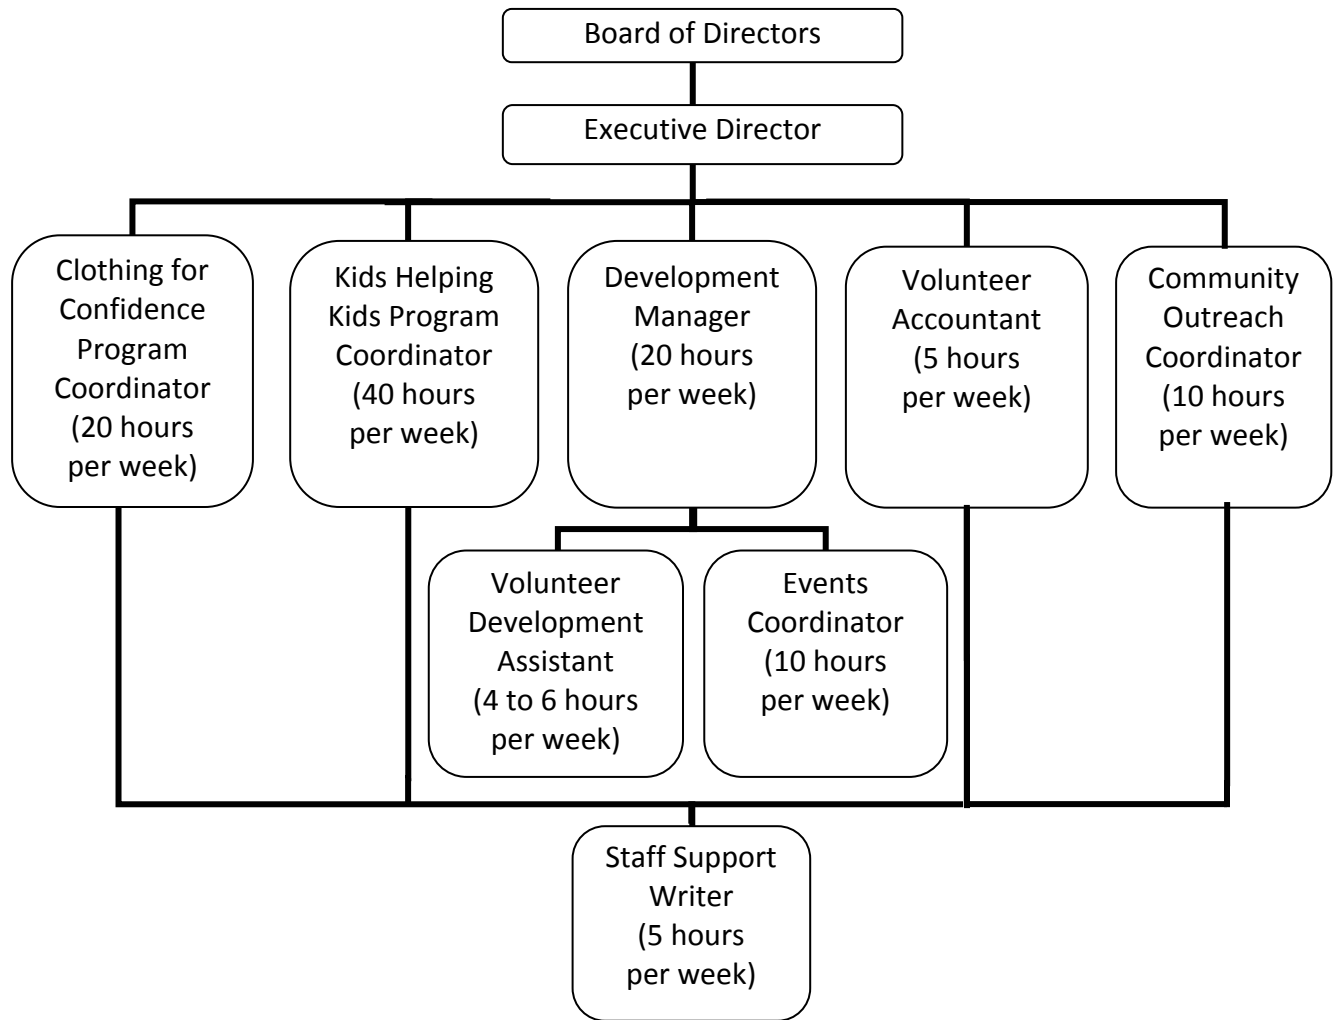 Board of Directors
Executive Director
Clothing for
Confidence
Program
Coordinator
(20 hours
per week)
Kids Helping
Kids Program
Coordinator
(40 hours
per week)
Development
Manager
(20 hours
per week)
Volunteer
Accountant
(5 hours
per week)
Community
Outreach
Coordinator
(10 hours
per week)
Volunteer
Development
Assistant
(4 to 6 hours
per week)
Events
Coordinator
(10 hours
per week)
Staff Support
Writer
(5 hours
per week)